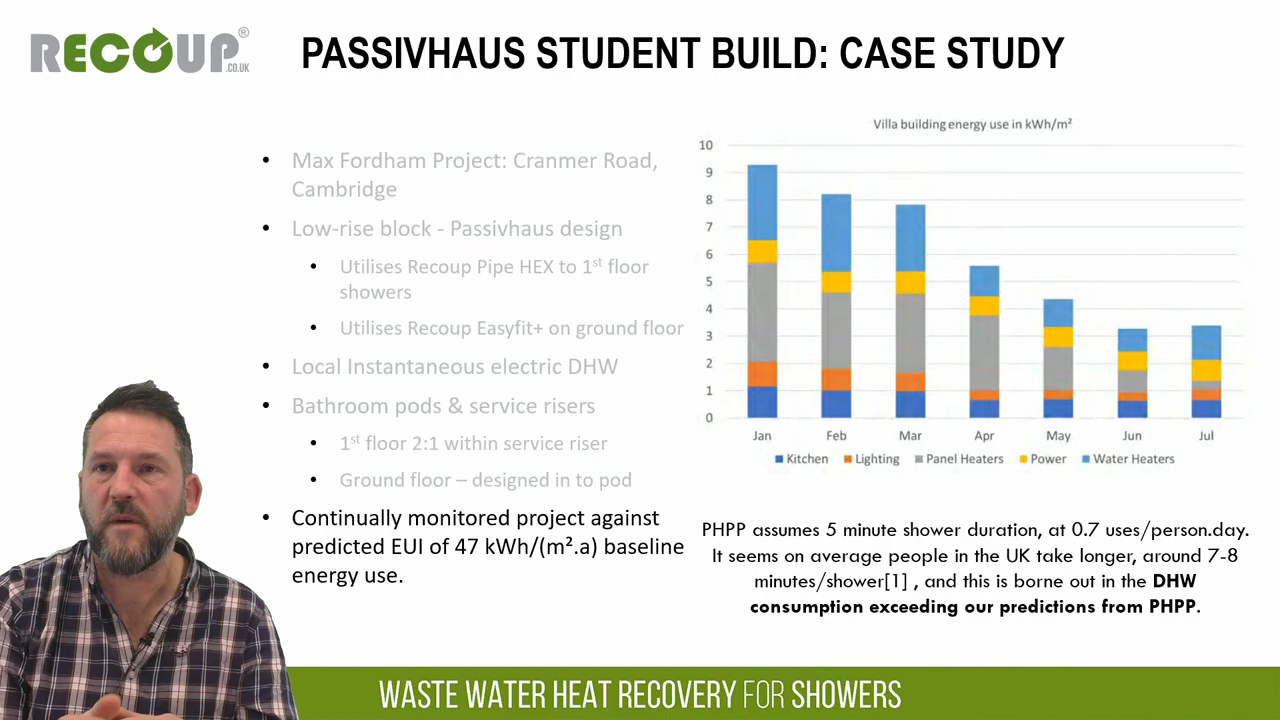 RECOUP®
.CO.UK
PASSIVHAUS STUDENT BUILD: CASE STUDY
• Max Fordham Project: Cranmer Road,
Cambridge
• Low-rise block - Passivhaus design
• Utilises Recoup Pipe HEX to 1st floor
showers
• Utilises Recoup Easyfit+ on ground floor
• Local Instantaneous electric DHW
• Bathroom pods & service risers
• 1st floor 2:1 within service riser
• Ground floor – designed in to pod
• Continually monitored project against
predicted EUI of 47 kWh/(m².a) baseline
energy use.
Villa building energy use in kWh/m²
10
9
8
7
6
5
4
3
2
1
0
Jan Feb Mar Apr May Jun Jul
Kitchen Lighting Panel Heaters Power Water Heaters
PHPP assumes 5 minute shower duration, at 0.7 uses/person.day.
It seems on average people in the UK take longer, around 7-8
minutes/shower[1] , and this is borne out in the DHW
consumption exceeding our predictions from PHPP.
WASTE WATER HEAT RECOVERY FOR SHOWERS